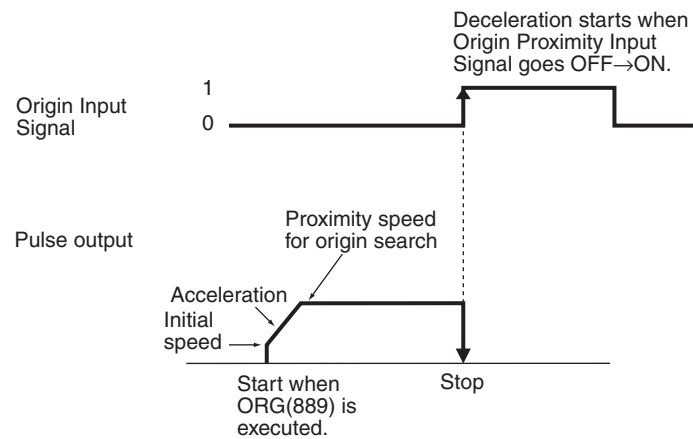 Deceleration starts when
Origin Proximity Input
Signal goes OFF→ON.
Origin Input
Signal
1
0
Pulse output
Proximity speed
for origin search
Acceleration
Initial
speed
Start when
ORG(889) is
executed.
Stop